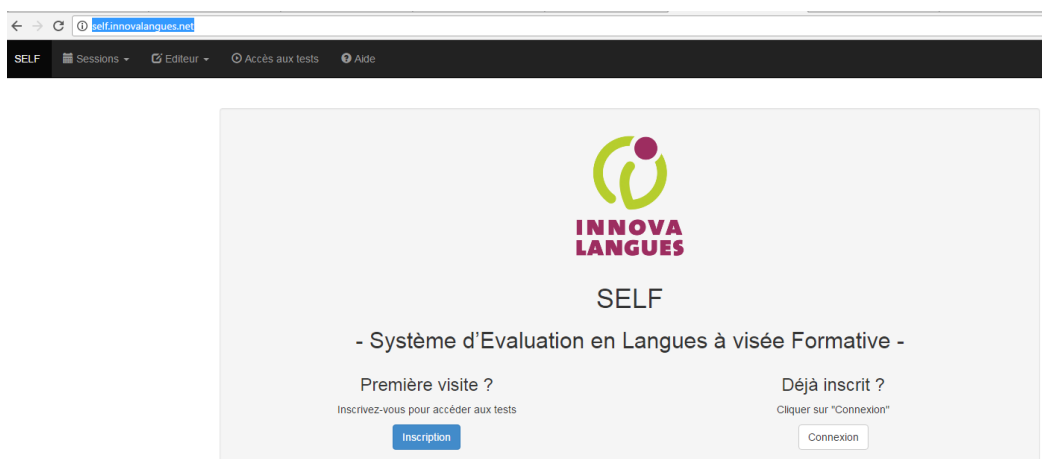 self.innovalangues.net
SELF Sessions Editeur Accès aux tests Aide
INNOVA
LANGUES
SELF
- Système d’Evaluation en Langues à visée Formative -
Première visite ?
Inscrivez-vous pour accéder aux tests
Inscription
Déjà inscrit ?
Cliquer sur "Connexion"
Connexion